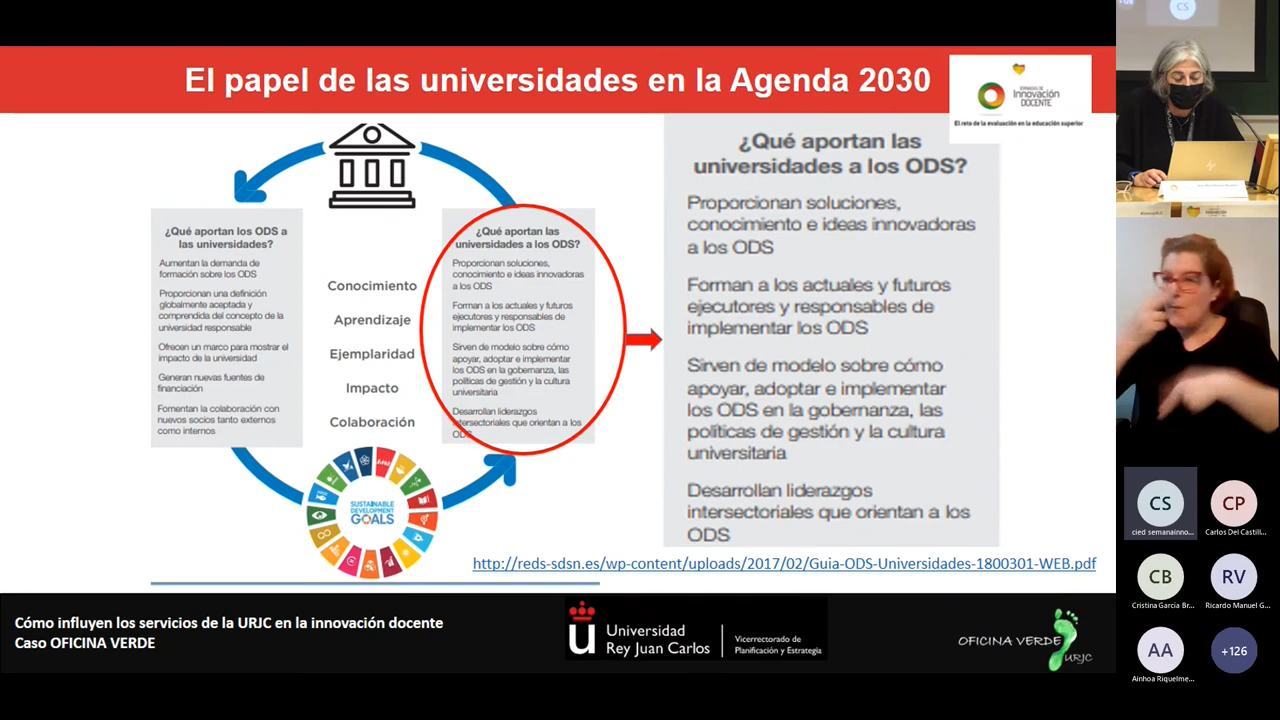 El papel de las universidades en la Agenda 2030
JORNADAS DE
Innovación
DOCENTE
El reto de la evaluación en la educación superior
¿Qué aportan los ODS a
las universidades?
Aumentan la demanda de
formación sobre los ODS
Proporcionan una definición
globalmente aceptada y
comprendida del concepto de la
universidad responsable
Ofrecen un marco para mostrar el
impacto de la universidad
Generan nuevas fuentes de
financiación
Fomentan la colaboración con
nuevos socios tanto externos
como internos
Conocimiento
Aprendizaje
Ejemplaridad
Impacto
Colaboración
SUSTAINABLE
DEVELOPMENT
GOALS
¿Qué aportan las
universidades a los ODS?
Proporcionan soluciones,
conocimiento e ideas innovadoras
a los ODS
Forman a los actuales y futuros
ejecutores y responsables de
implementar los ODS
Sirven de modelo sobre cómo
apoyar, adoptar e implementar
los ODS en la gobernanza, las
políticas de gestión y la cultura
universitaria
Desarrollan liderazgos
intersectoriales que orientan a los
ODS
¿Qué aportan las
universidades a los ODS?
Proporcionan soluciones,
conocimiento e ideas innovadoras
a los ODS
Forman a los actuales y futuros
ejecutores y responsables de
implementar los ODS
Sirven de modelo sobre cómo
apoyar, adoptar e implementar
los ODS en la gobernanza, las
políticas de gestión y la cultura
universitaria
Desarrollan liderazgos
intersectoriales que orientan a los
ODS
http://reds-sdsn.es/wp-content/uploads/2017/02/Guia-ODS-Universidades-1800301-WEB.pdf
Cómo influyen los servicios de la URJC en la innovación docente
Caso OFICINA VERDE
u
Universidad
Rey Juan Carlos
Vicerrectorado de
Planificación y Estrategia
OFICINA VERDE
URJC
CS
CS
cied semanainno...
CP
Carlos Del Castill...
CB
Cristina García Br...
RV
Ricardo Manuel G...
AA
Ainhoa Riquelme...
+126